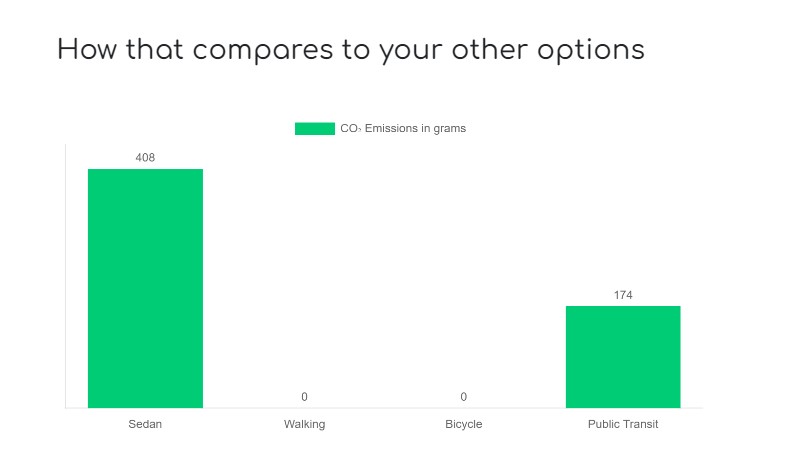 How that compares to your other options
CO₂ Emissions in grams
408
0
0
174
Sedan
Walking
Bicycle
Public Transit